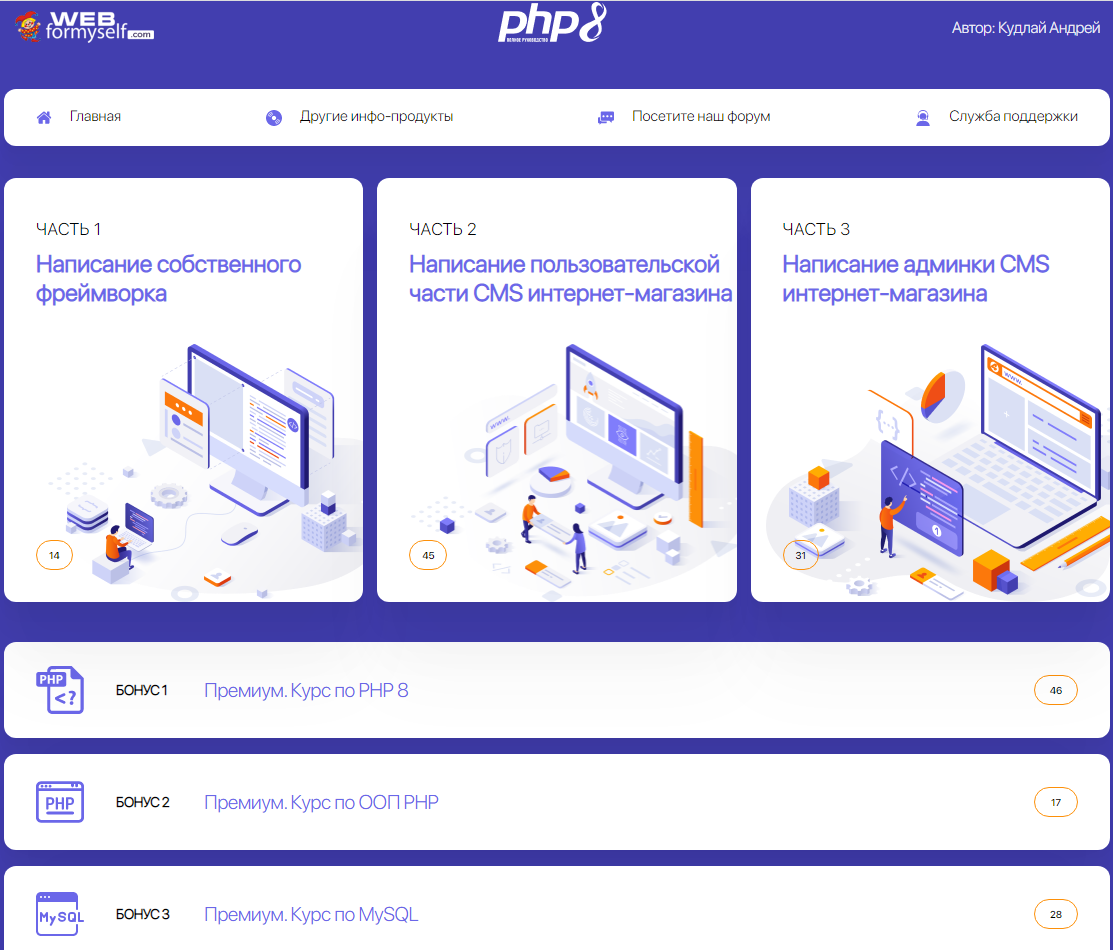 WEB
formyself.com
php8
ПОЛНОЕ РУКОВОДСТВО
Автор: Кудлай Андрей
Главная
Другие инфо-продукты
Посетите наш форум
Служба поддержки
ЧАСТЬ 1
Написание собственного
фреймворка
14
ЧАСТЬ 2
Написание пользовательской
части CMS интернет-магазина
www.
45
ЧАСТЬ 3
Написание админки CMS
интернет-магазина
www.
{...}
</>
1
31
PHP
<?
БОНУС 1
Премиум. Курс по PHP 8
46
PHP
БОНУС 2
Премиум. Курс по ООП PHP
17
MySQL
БОНУС 3
Премиум. Курс по MySQL
28